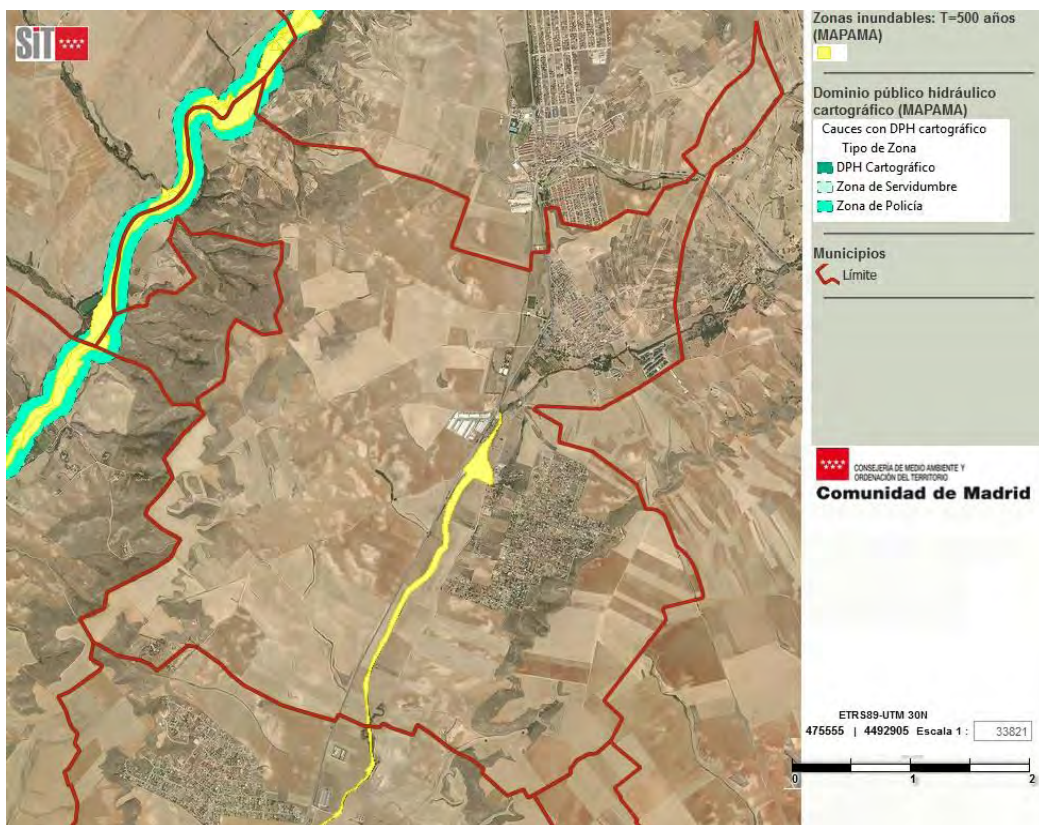 SiT
Zonas inundables: T=500 años
(MAPAMA)
Dominio público hidráulico
cartográfico (MAPAMA)
Cauces con DPH cartográfico
Tipo de Zona
DPH Cartográfico
Zona de Servidumbre
Zona de Policía
Municipios
Límite
CONSEJERÍA DE MEDIO AMBIENTE Y
ORDENACIÓN DEL TERRITORIO
Comunidad de Madrid
ETRS89-UTM 30N
475555 | 4492905 Escala 1 : 33821
0 1 2